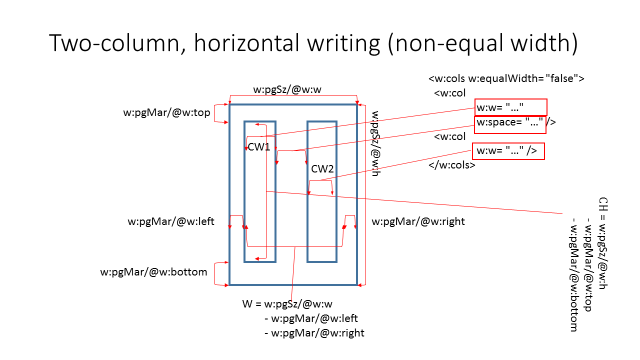 Two-column, horizontal writing (non-equal width)
w:pgSz/@w:w
<w:cols w:equalWidth="false">
<w:col
w:w= "..."
w:space= "..." />
<w:col
w:w= "..." />
</w:cols>
w:pgMar/@w:top
w:pgSz/@w:h
CW1
CW2
w:pgMar/@w:left
w:pgMar/@w:right
w:pgMar/@w:bottom
W = w:pgSz/@w:w
- w:pgMar/@w:left
- w:pgMar/@w:right
CH = w:pgSz/@w:h
- w:pgMar/@w:top
- w:pgMar/@w:bottom